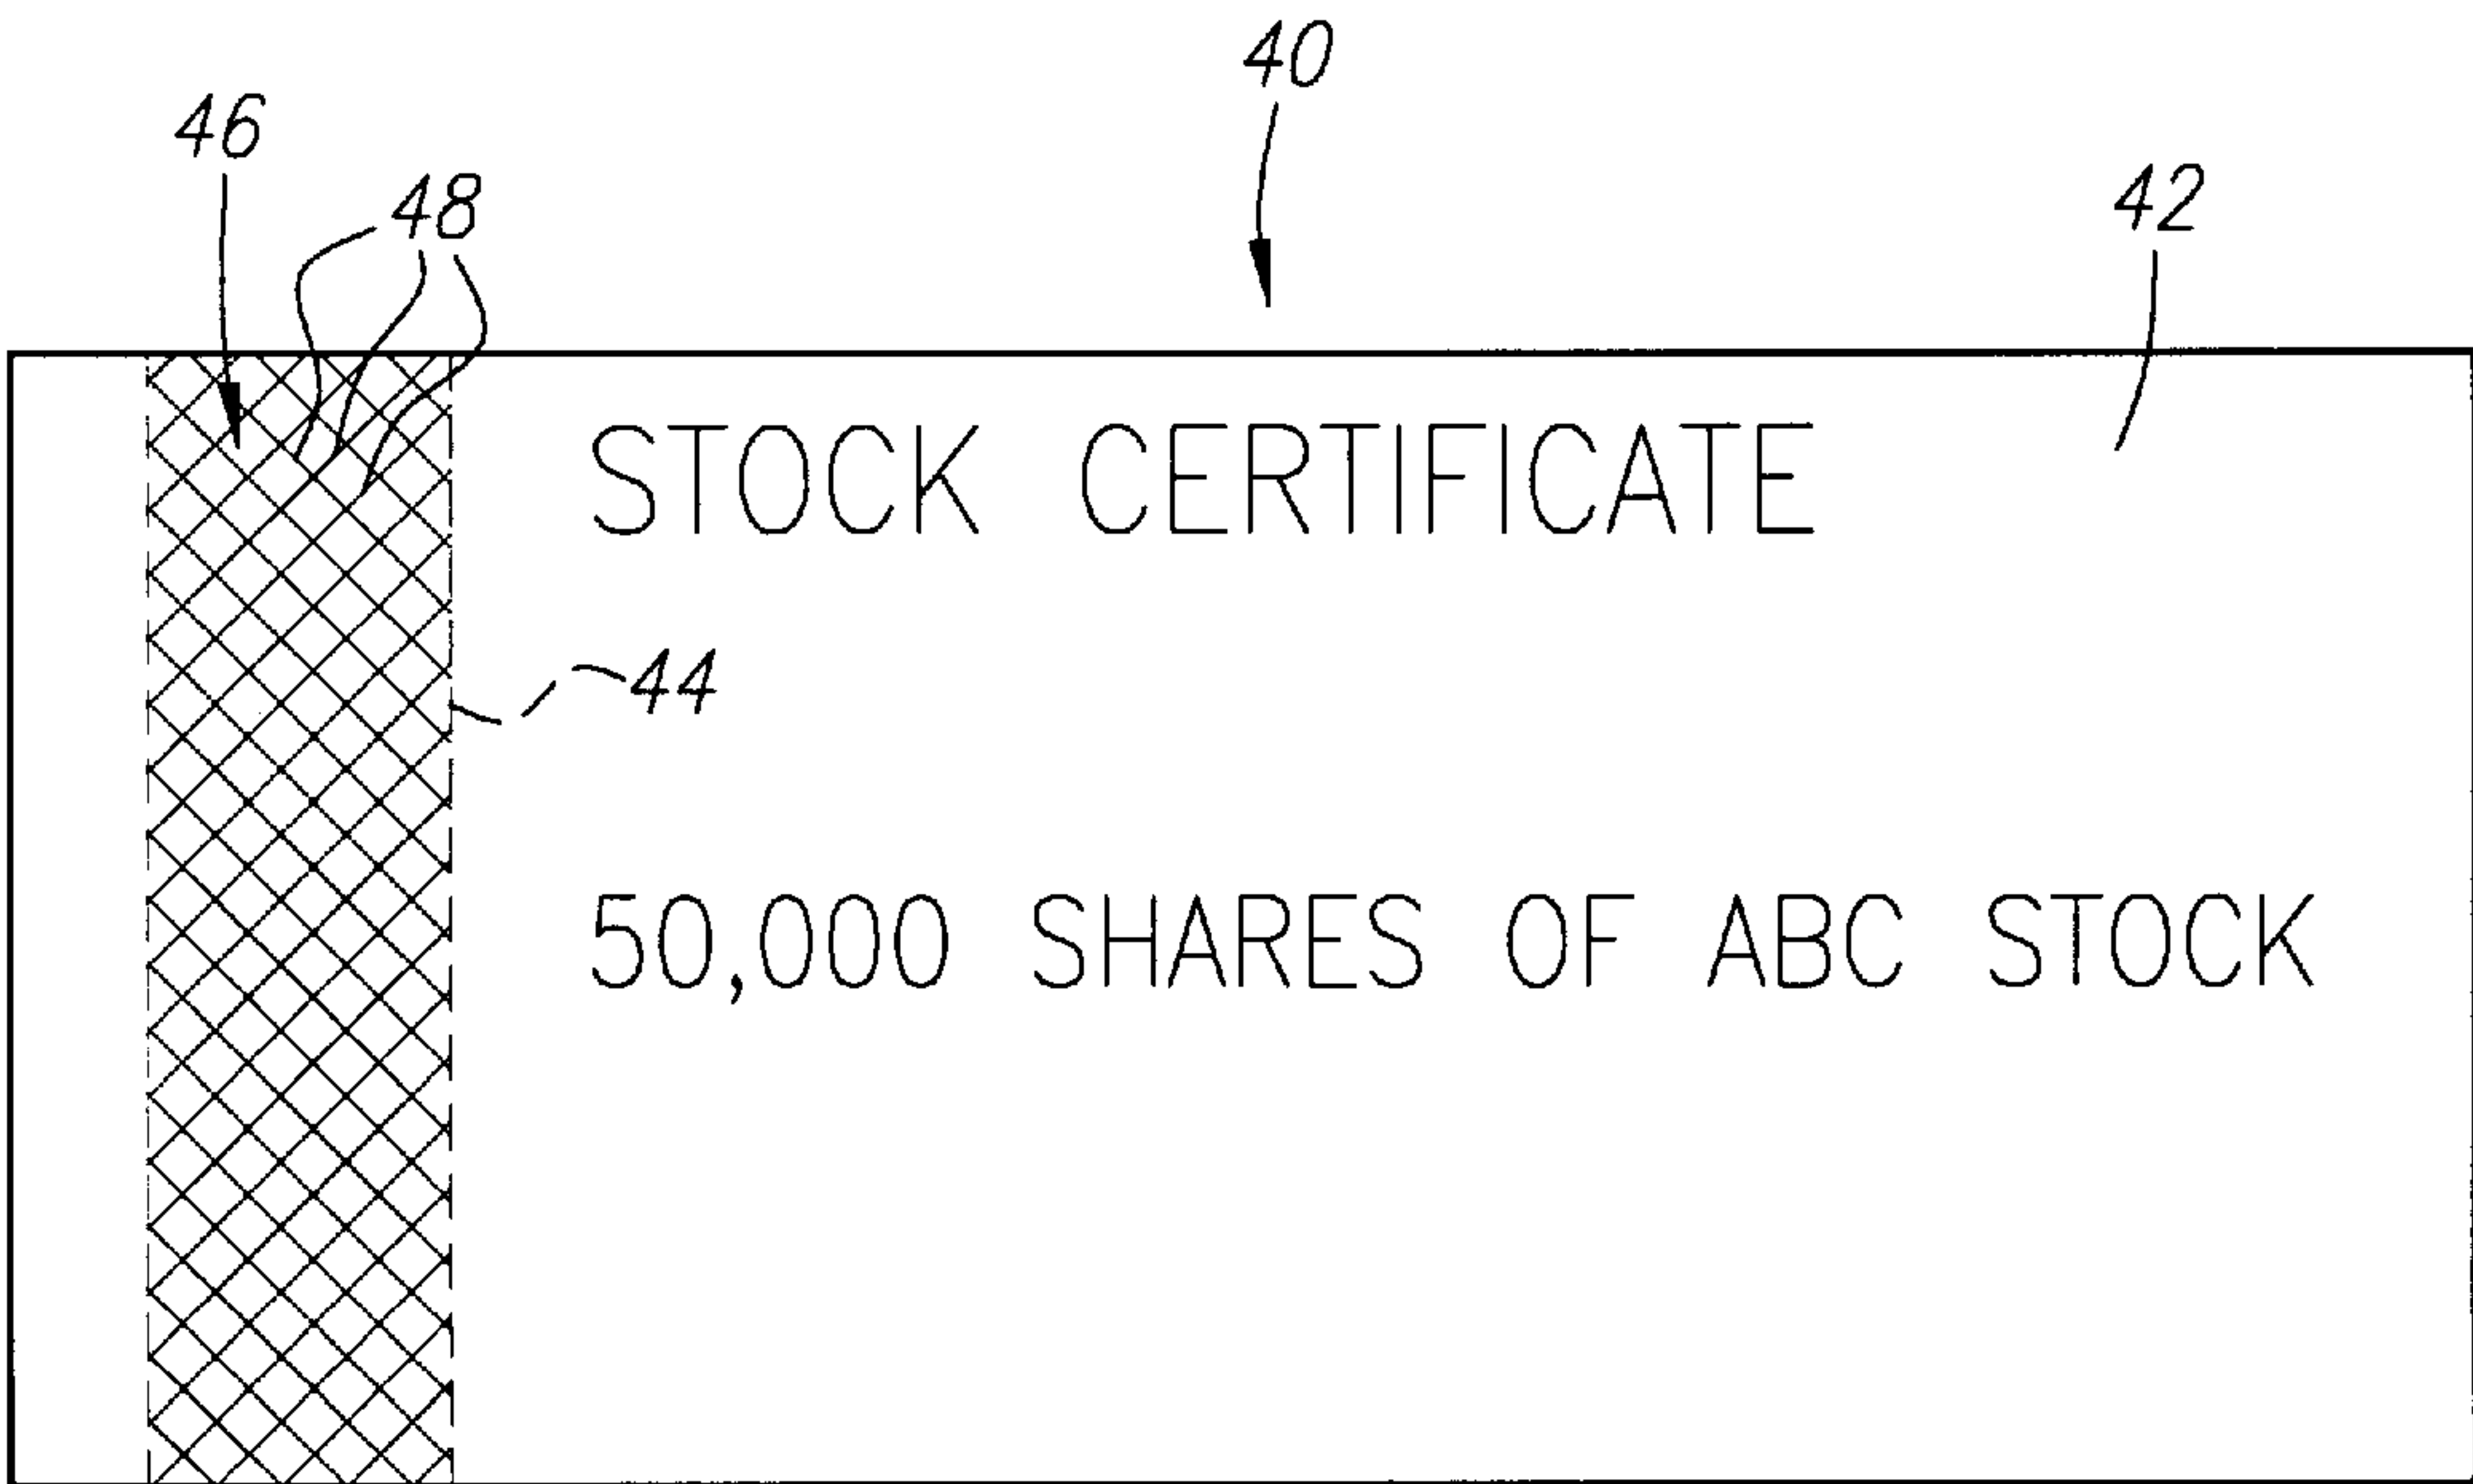 40
46
48
42
STOCK CERTIFICATE
44
50,000 SHARES OF ABC STOCK